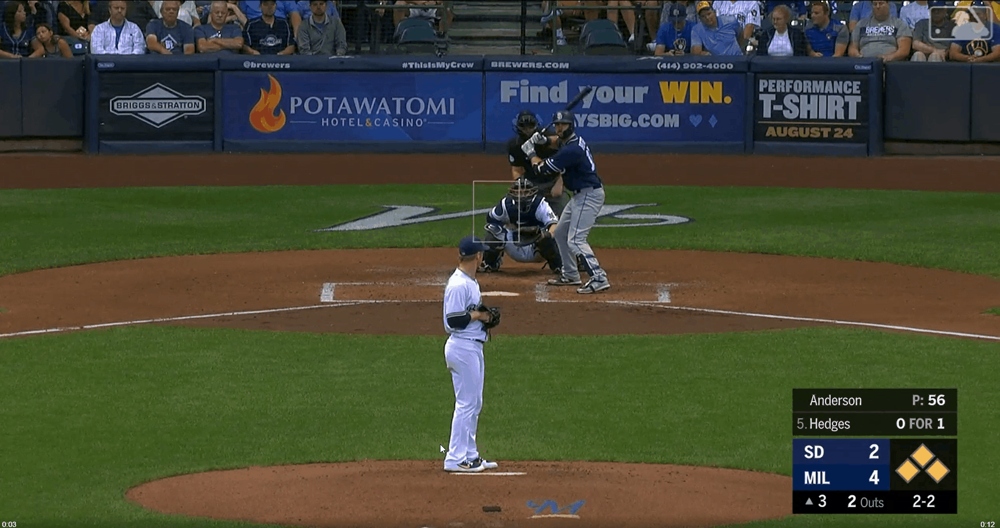 @brewers
#ThisIsMyCrew
BREWERS.COM
(414) 902-4000
BRIGGS&STRATTON
POTAWATOMI
HOTEL&CASINO
Find your WIN.
YSBIG.COM
PERFORMANCE
T-SHIRT
AUGUST 24
BREWERS
Anderson P: 56
5. Hedges 0 FOR 1
SD 2
MIL 4
▲ 3 2 Outs 2-2
0:03
0:12